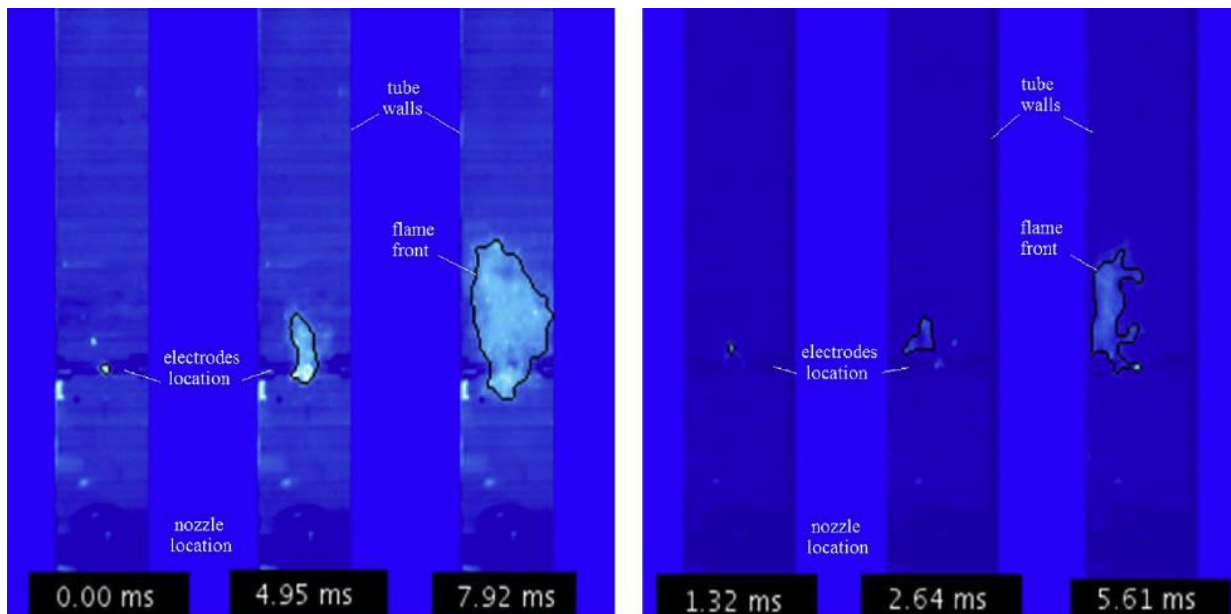 tube
walls
flame
front
electrodes
location
nozzle
location
0.00 ms
4.95 ms
7.92 ms
tube
walls
flame
front
electrodes
location
nozzle
location
1.32 ms
2.64 ms
5.61 ms